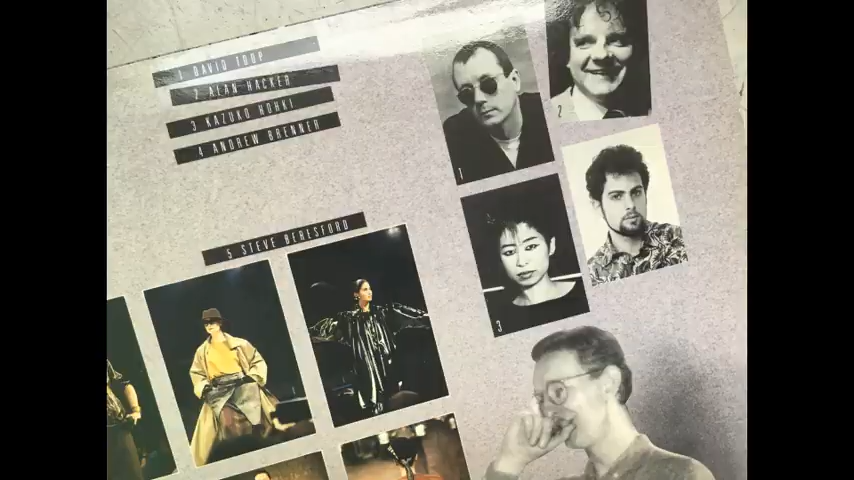 1 DAVID TOOP
2 ALAN HACKER
3 KAZUKO HOHKI
4 ANDREW BRENNER
5 STEVE BERESFORD
1
2
3